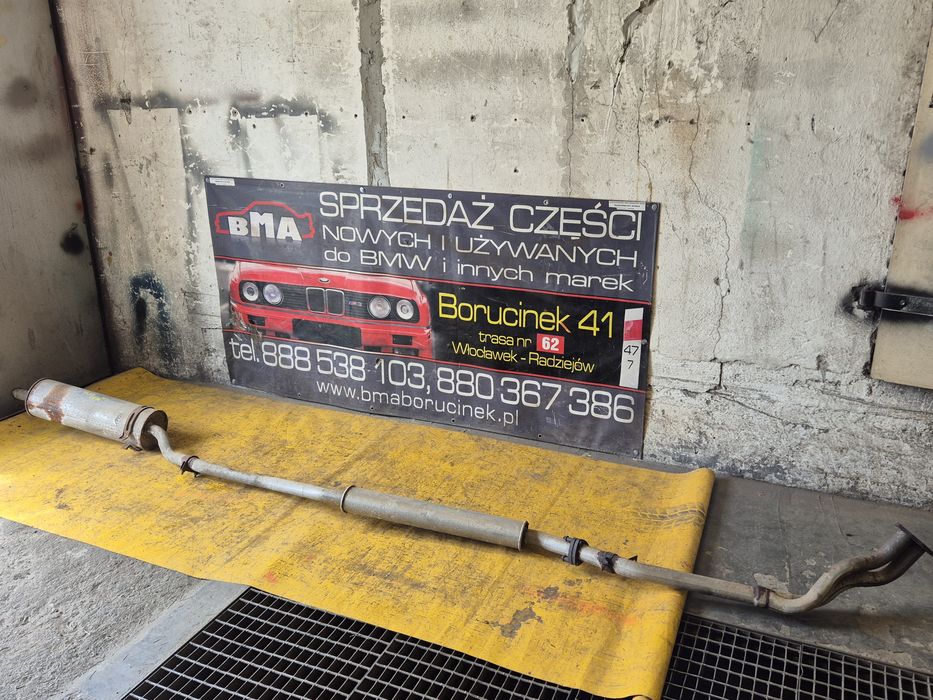 BMA
SPRZEDAŻ CZĘŚCI
NOWYCH I UŻYWANYCH
do BMW i innych marek
Borucinek 41
trasa nr 62
Włocławek - Radziejów
47
7
tel. 888 538 103, 880 367 386
www.bmaborucinek.pl